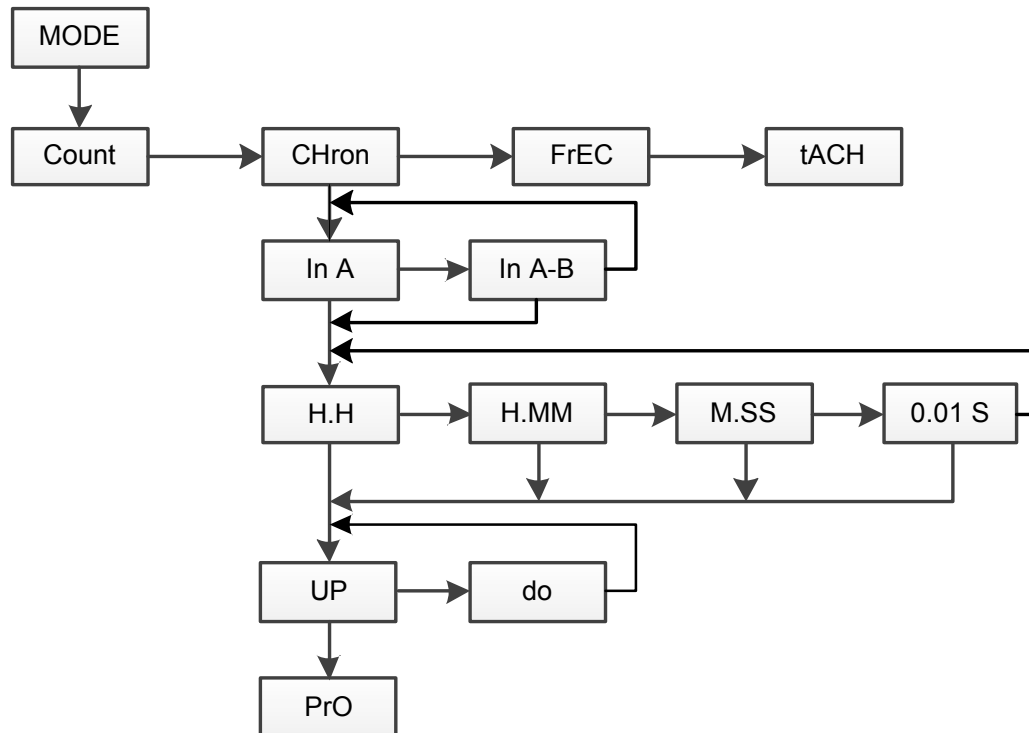 MODE
Count
CHron
FrEC
tACH
In A
In A-B
H.H
H.MM
M.SS
0.01 S
UP
do
PrO